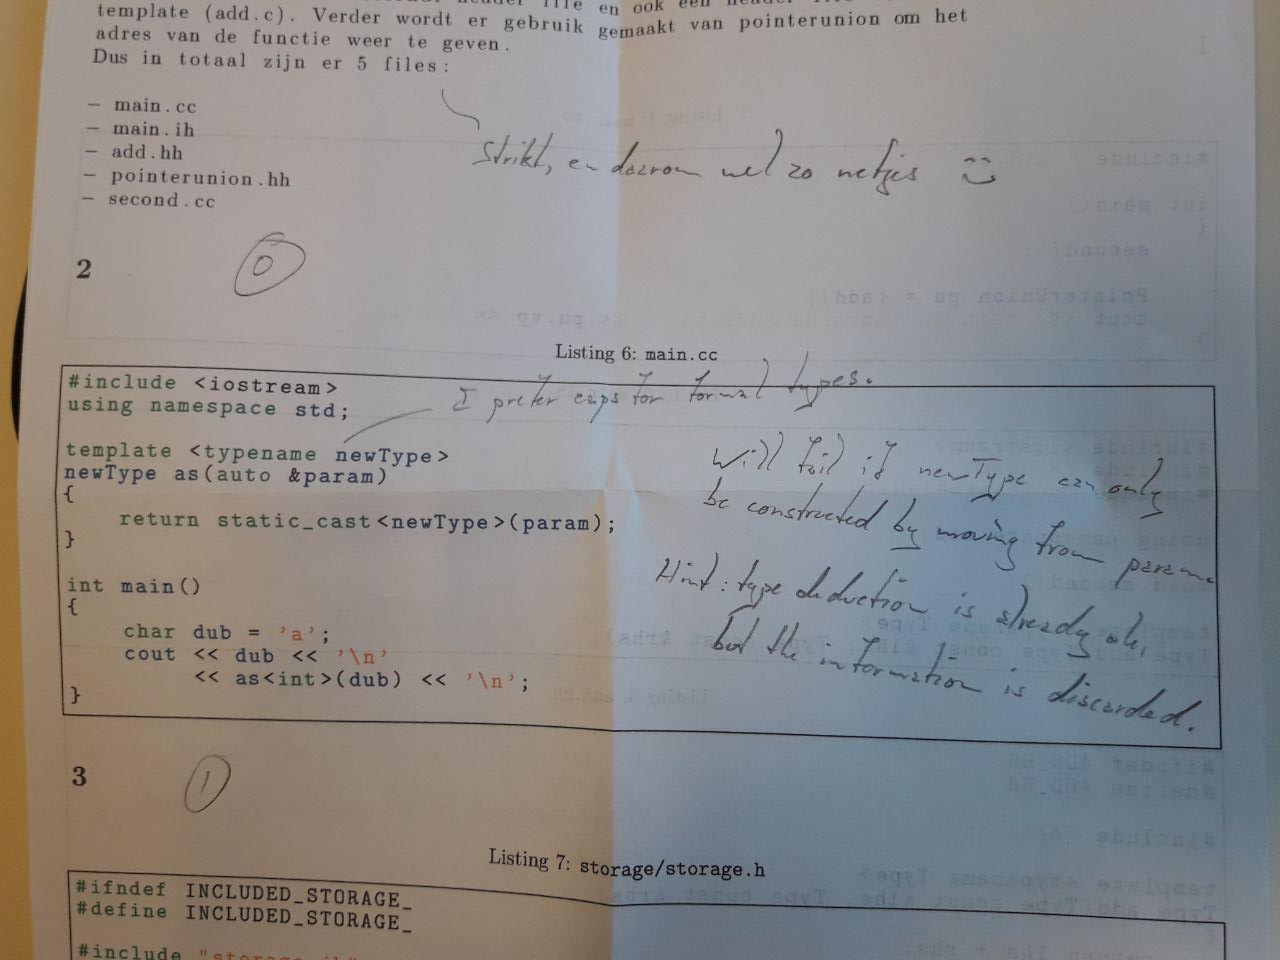 file en ook een header file
template (add.c). Verder wordt er gebruik gemaakt van pointerunion om het
adres van de functie weer te geven.
Dus in totaal zijn er 5 files:
– main.cc
– main.ih
– add.hh
– pointerunion.hh
– second.cc
Strikt, en daarom wel zo netjes :)
2
0
Listing 6: main.cc
#include <iostream>
using namespace std;
I prefer caps for formal types.
template <typename newType>
newType as(auto &param)
{
return static_cast<newType>(param);
}
Will fail if newType can only
be constructed by moving from param.
Hint: type deduction is already ok,
but the information is discarded.
int main()
{
char dub = 'a';
cout << dub << '\n'
<< as<int>(dub) << '\n';
}
3
1
Listing 7: storage/storage.h
#ifndef INCLUDED_STORAGE_
#define INCLUDED_STORAGE_
#include "storage.ih"